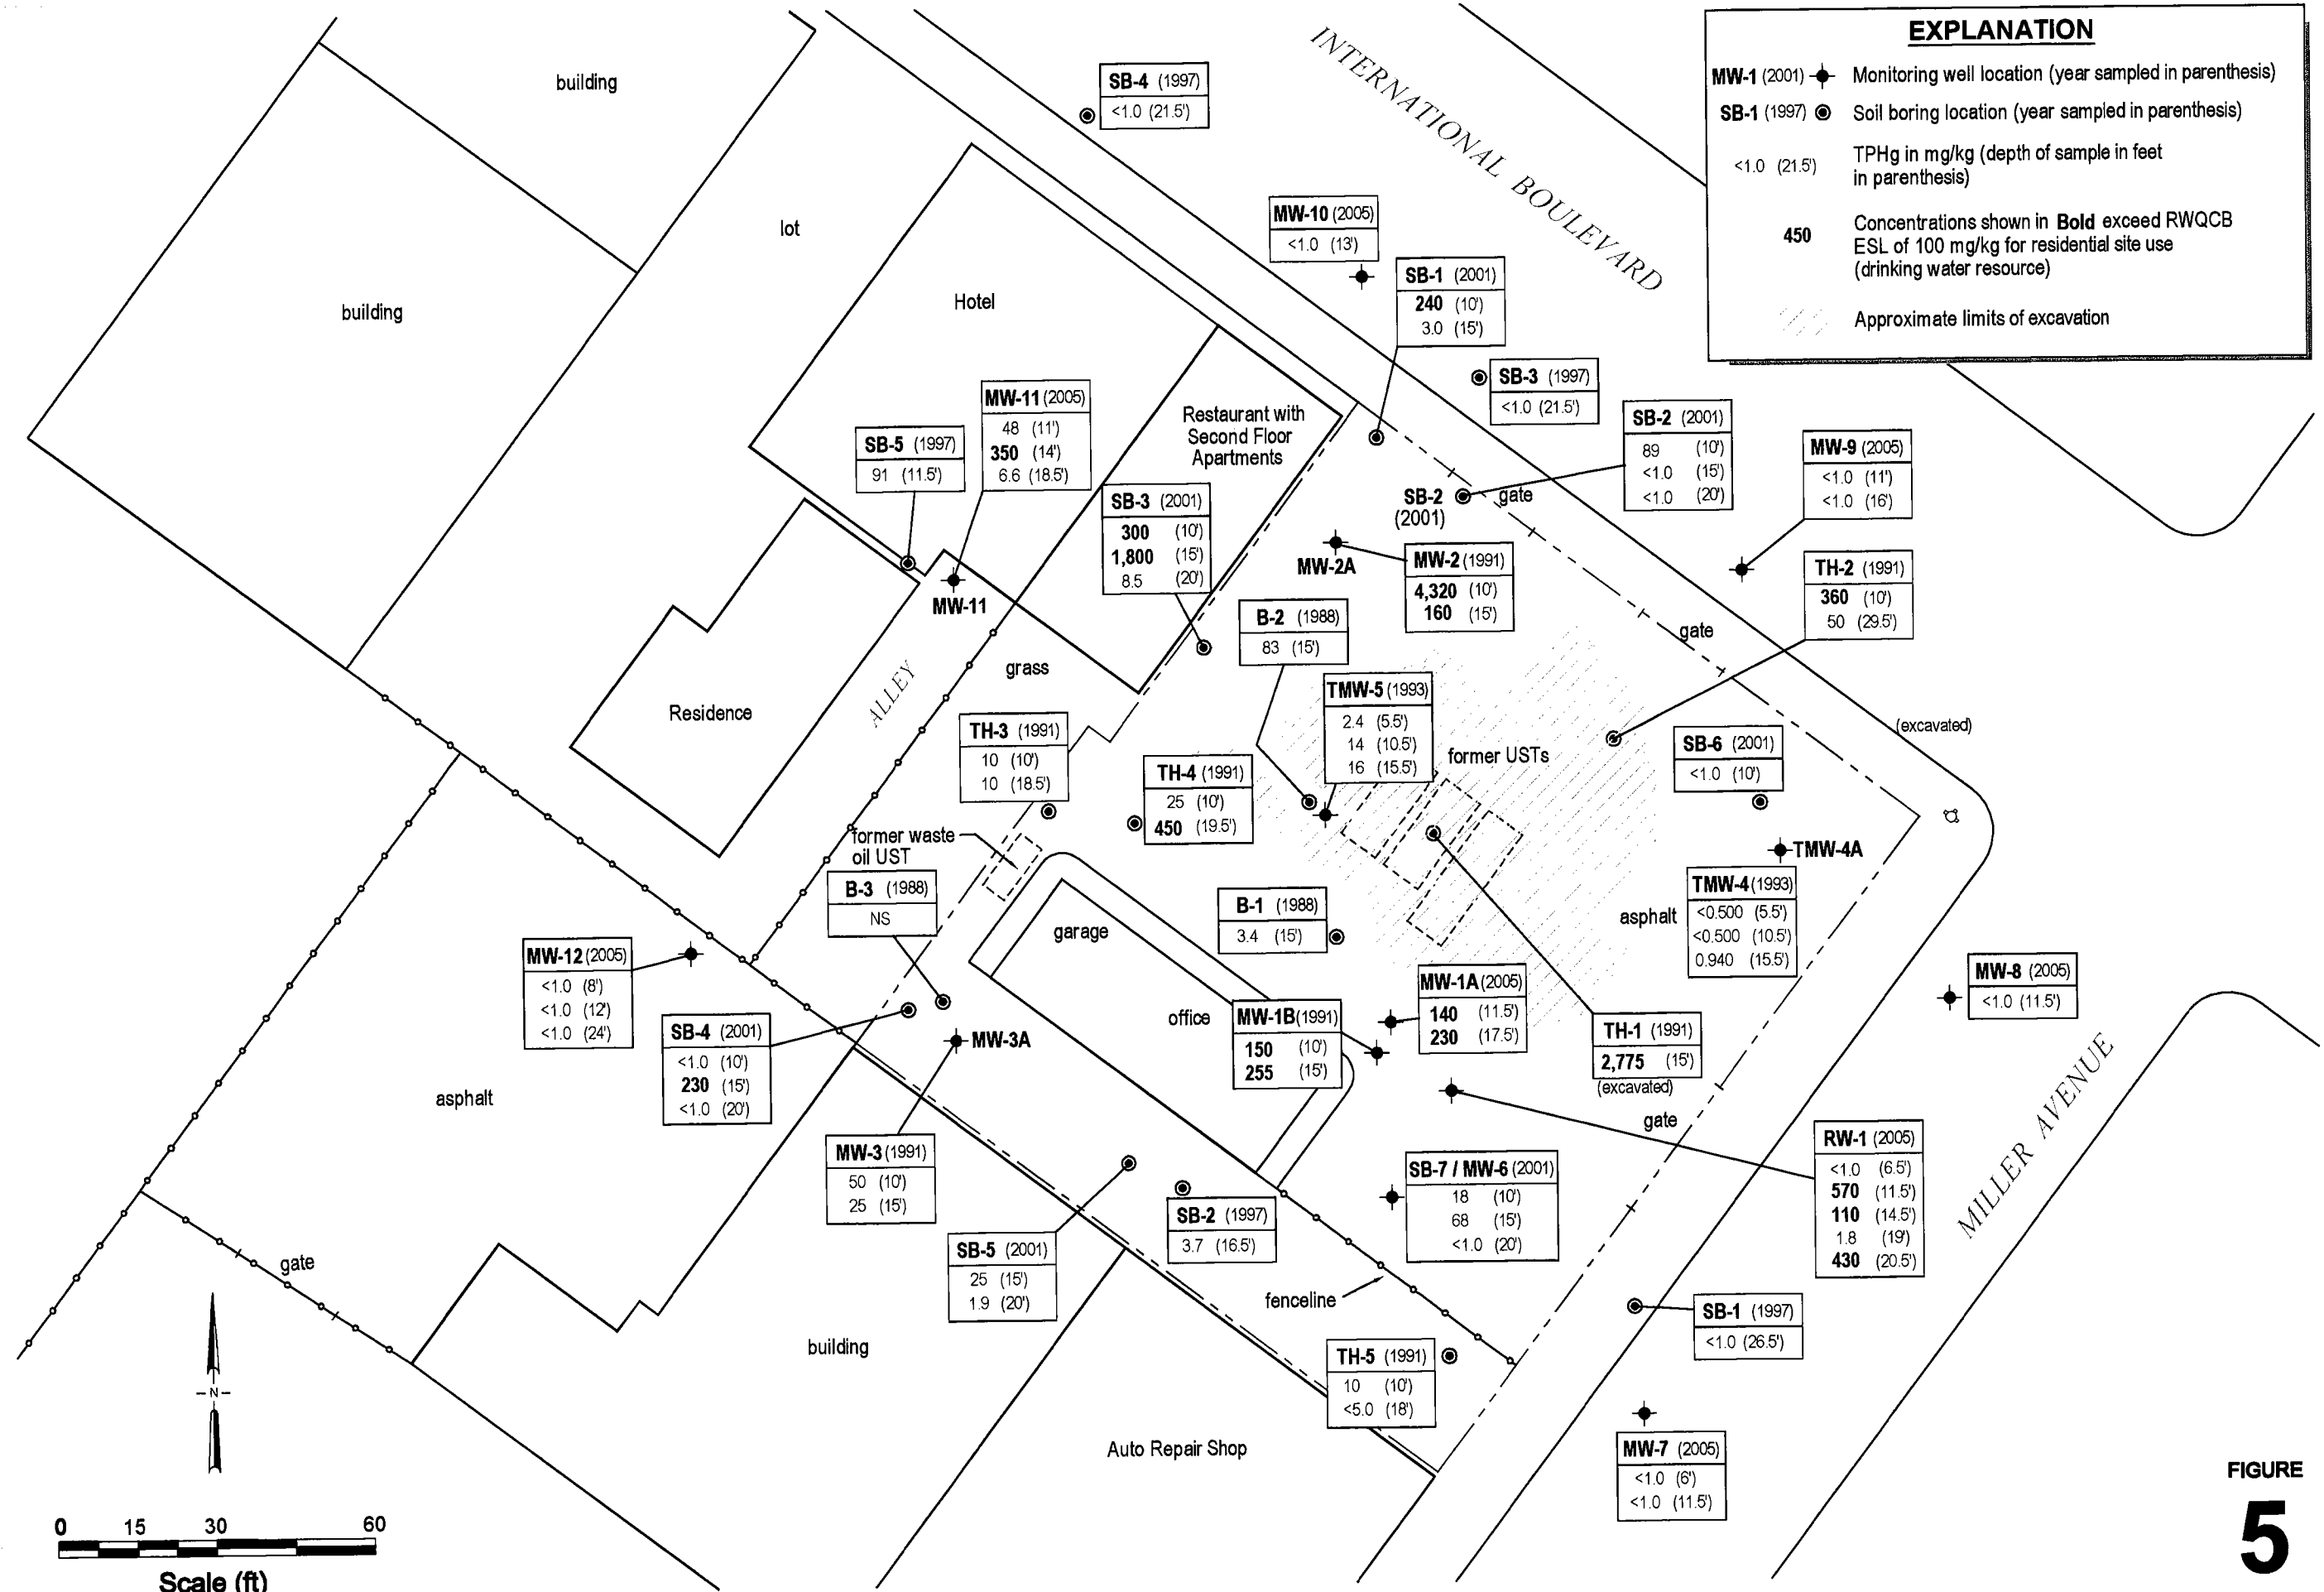 EXPLANATION
MW-1 (2001) Monitoring well location (year sampled in parenthesis)
SB-1 (1997) Soil boring location (year sampled in parenthesis)
<1.0 (21.5') TPHg in mg/kg (depth of sample in feet
in parenthesis)
450 Concentrations shown in Bold exceed RWQCB
ESL of 100 mg/kg for residential site use
(drinking water resource)
Approximate limits of excavation
building
SB-4 (1997)
<1.0 (21.5')
INTERNATIONAL BOULEVARD
lot
MW-10 (2005)
<1.0 (13')
building
Hotel
SB-1 (2001)
240 (10')
3.0 (15')
SB-3 (1997)
<1.0 (21.5')
MW-11 (2005)
48 (11')
350 (14')
6.6 (18.5')
Restaurant with
Second Floor
Apartments
SB-5 (1997)
91 (11.5')
SB-2 (2001)
89 (10')
<1.0 (15')
<1.0 (20')
MW-9 (2005)
<1.0 (11')
<1.0 (16')
SB-3 (2001)
300 (10')
1,800 (15')
8.5 (20')
SB-2
(2001)
gate
MW-2A
MW-2 (1991)
4,320 (10')
160 (15')
TH-2 (1991)
360 (10')
50 (29.5')
MW-11
B-2 (1988)
83 (15')
gate
grass
ALLEY
Residence
TMW-5 (1993)
2.4 (5.5')
14 (10.5')
16 (15.5')
former USTs
(excavated)
TH-3 (1991)
10 (10')
10 (18.5')
TH-4 (1991)
25 (10')
450 (19.5')
SB-6 (2001)
<1.0 (10')
former waste
oil UST
TMW-4A
B-3 (1988)
NS
TMW-4 (1993)
<0.500 (5.5')
<0.500 (10.5')
0.940 (15.5')
asphalt
B-1 (1988)
3.4 (15')
garage
MW-12 (2005)
<1.0 (8')
<1.0 (12')
<1.0 (24')
MW-8 (2005)
<1.0 (11.5')
MW-1A (2005)
140 (11.5')
230 (17.5')
office
MW-1B (1991)
150 (10')
255 (15')
SB-4 (2001)
<1.0 (10')
230 (15')
<1.0 (20')
MW-3A
TH-1 (1991)
2,775 (15')
(excavated)
asphalt
gate
MILLER AVENUE
RW-1 (2005)
<1.0 (6.5')
570 (11.5')
110 (14.5')
1.8 (19')
430 (20.5')
MW-3 (1991)
50 (10')
25 (15')
SB-7 / MW-6 (2001)
18 (10')
68 (15')
<1.0 (20')
SB-2 (1997)
3.7 (16.5')
SB-5 (2001)
25 (15')
1.9 (20')
gate
fenceline
SB-1 (1997)
<1.0 (26.5')
building
TH-5 (1991)
10 (10')
<5.0 (18')
N
Auto Repair Shop
MW-7 (2005)
<1.0 (6')
<1.0 (11.5')
FIGURE
5
0 15 30 60
Scale (ft)